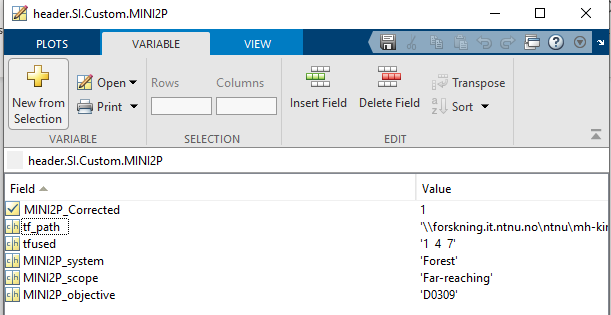 header.SI.Custom.MINI2P
PLOTS VARIABLE VIEW
New from Selection
Open
Print
Rows Columns
Insert Field
Delete Field
Transpose
Sort
VARIABLE SELECTION EDIT
header.SI.Custom.MINI2P
Field Value
MINI2P_Corrected 1
tf_path '\\forskning.it.ntnu.no\ntnu\mh-kin
tfused '1 4 7'
MINI2P_system 'Forest'
MINI2P_scope 'Far-reaching'
MINI2P_objective 'D0309'